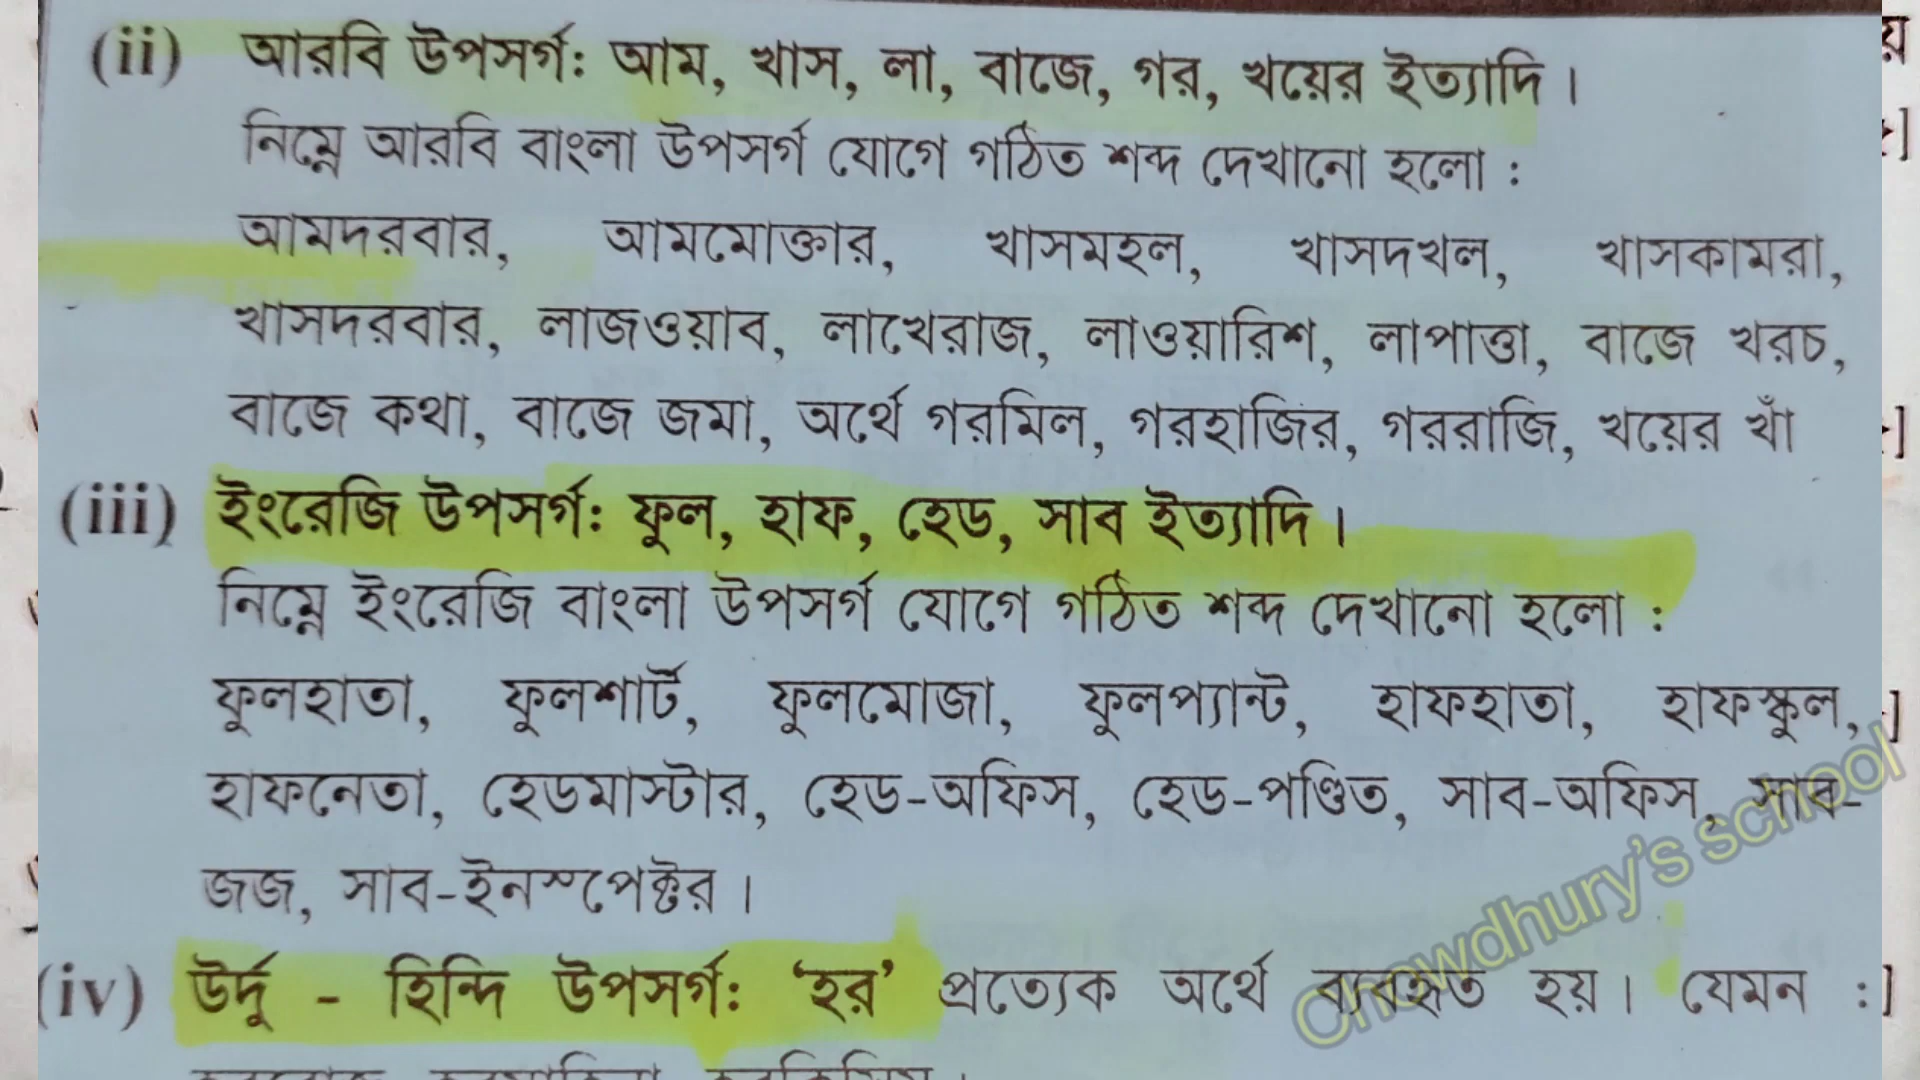 (ii) আরবি উপসর্গ: আম, খাস, লা, বাজে, গর, খয়ের ইত্যাদি।
নিম্নে আরবি বাংলা উপসর্গ যোগে গঠিত শব্দ দেখানো হলো :
আমদরবার, আমমোক্তার, খাসমহল, খাসদখল, খাসকামরা,
খাসদরবার, লাজওয়াব, লাখেরাজ, লাওয়ারিশ, লাপাত্তা, বাজে খরচ,
বাজে কথা, বাজে জমা, অর্থে গরমিল, গরহাজির, গররাজি, খয়ের খাঁ
(iii) ইংরেজি উপসর্গ: ফুল, হাফ, হেড, সাব ইত্যাদি।
নিম্নে ইংরেজি বাংলা উপসর্গ যোগে গঠিত শব্দ দেখানো হলো :
ফুলহাতা, ফুলশার্ট, ফুলমোজা, ফুলপ্যান্ট, হাফহাতা, হাফস্কুল,
হাফনেতা, হেডমাস্টার, হেড-অফিস, হেড-পণ্ডিত, সাব-অফিস, সাব-
জজ, সাব-ইন্সপেক্টর।
(iv) উর্দু - হিন্দি উপসর্গ: ‘হর’ প্রত্যেক অর্থে ব্যবহৃত হয়। যেমন :
Chowdhury's school